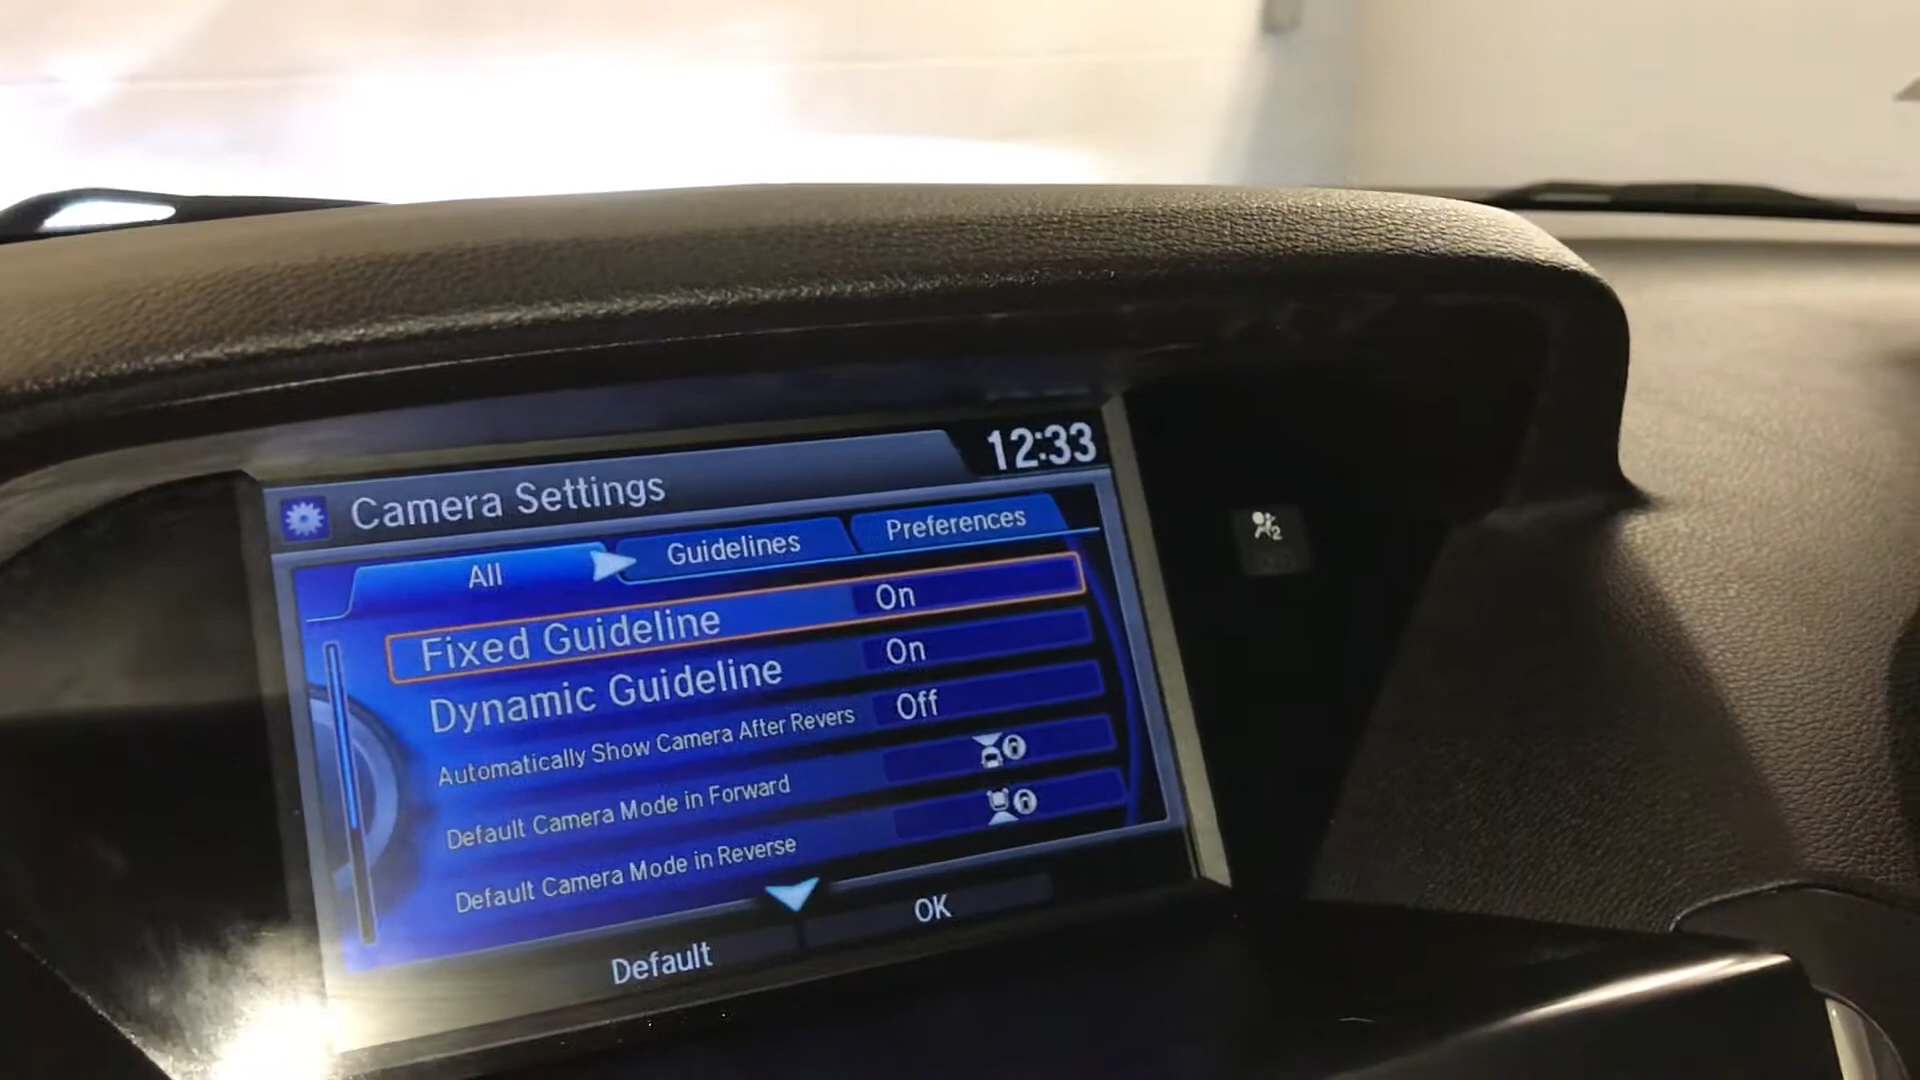 12:33
Camera Settings
All
Guidelines
Preferences
Fixed Guideline On
Dynamic Guideline On
Automatically Show Camera After Revers Off
Default Camera Mode in Forward
Default Camera Mode in Reverse
Default
OK
2